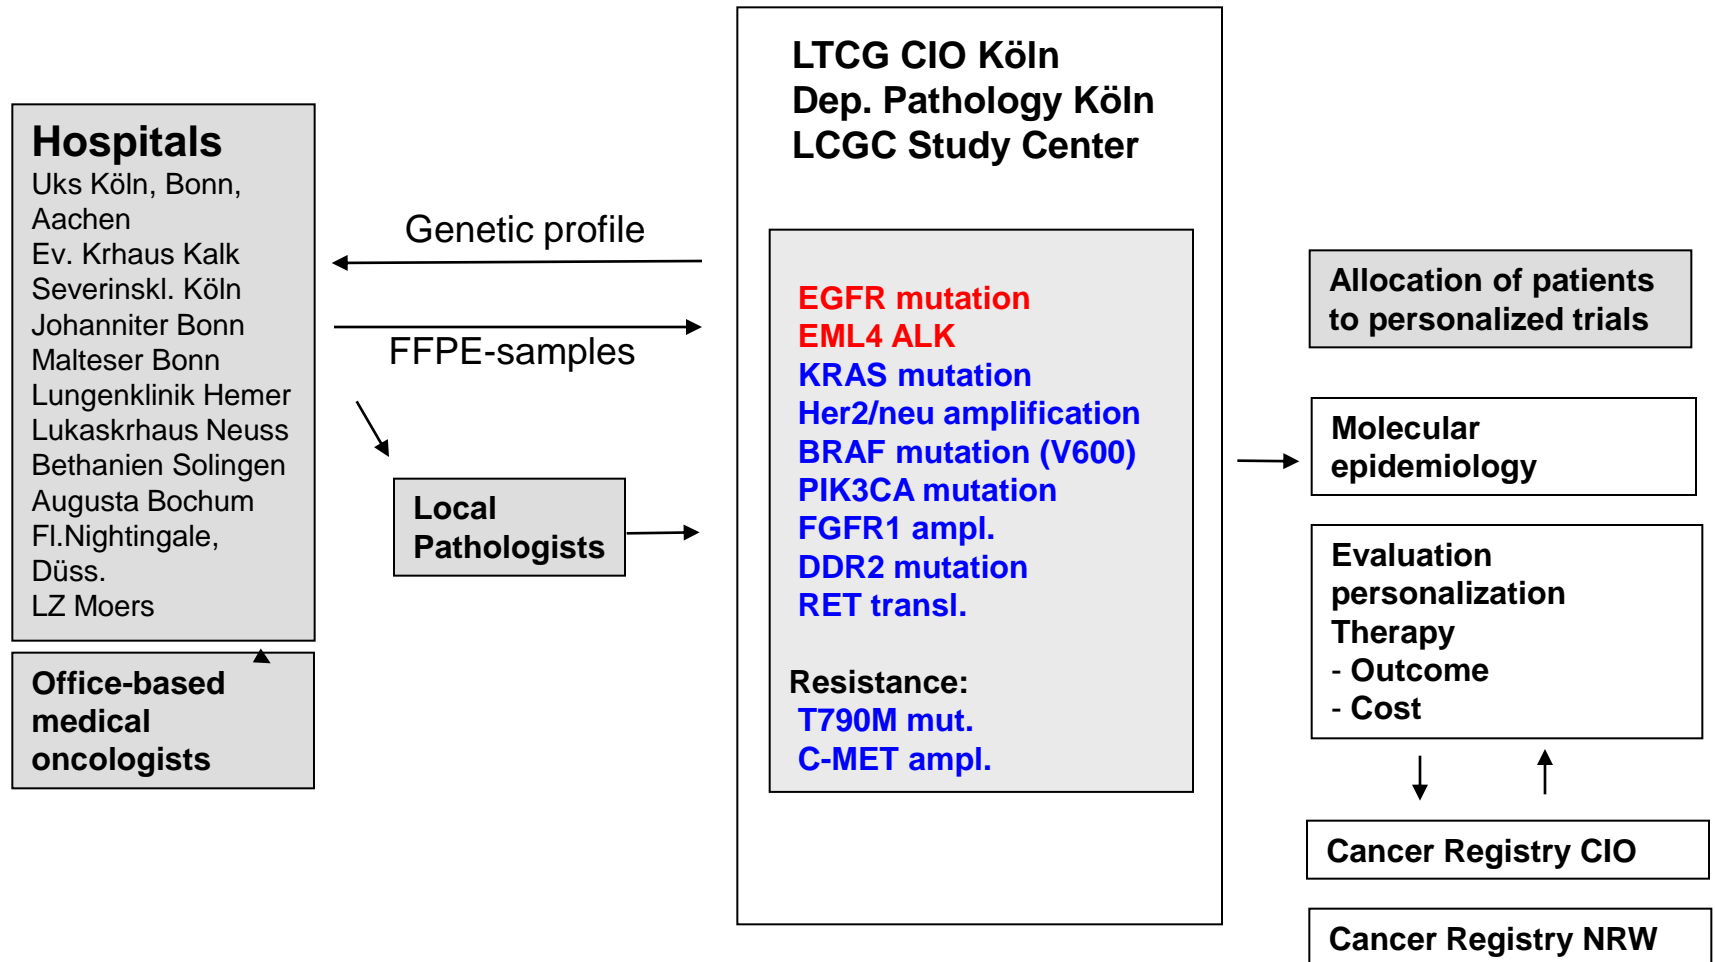 Hospitals
Uks Köln, Bonn,
Aachen
Ev. Krhaus Kalk
Severinskl. Köln
Johanniter Bonn
Malteser Bonn
Lungenklinik Hemer
Lukaskrhaus Neuss
Bethanien Solingen
Augusta Bochum
Fl.Nightingale,
Düss.
LZ Moers
Office-based
medical
oncologists
Genetic profile
FFPE-samples
Local
Pathologists
LTCG CIO Köln
Dep. Pathology Köln
LCGC Study Center
EGFR mutation
EML4 ALK
KRAS mutation
Her2/neu amplification
BRAF mutation (V600)
PIK3CA mutation
FGFR1 ampl.
DDR2 mutation
RET transl.
Resistance:
T790M mut.
C-MET ampl.
Allocation of patients
to personalized trials
Molecular
epidemiology
Evaluation
personalization
Therapy
- Outcome
- Cost
Cancer Registry CIO
Cancer Registry NRW